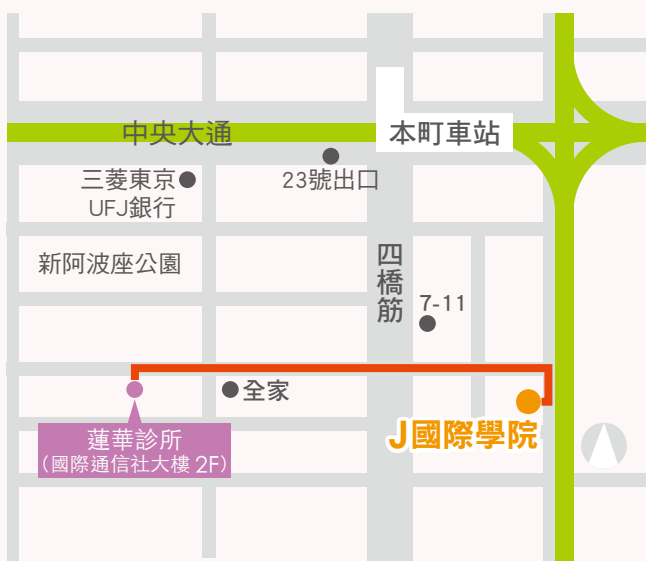 中央大通
本町車站
三菱東京
UFJ銀行
23號出口
新阿波座公園
四橋筋
7-11
全家
蓮華診所
(國際通信社大樓 2F)
J國際學院